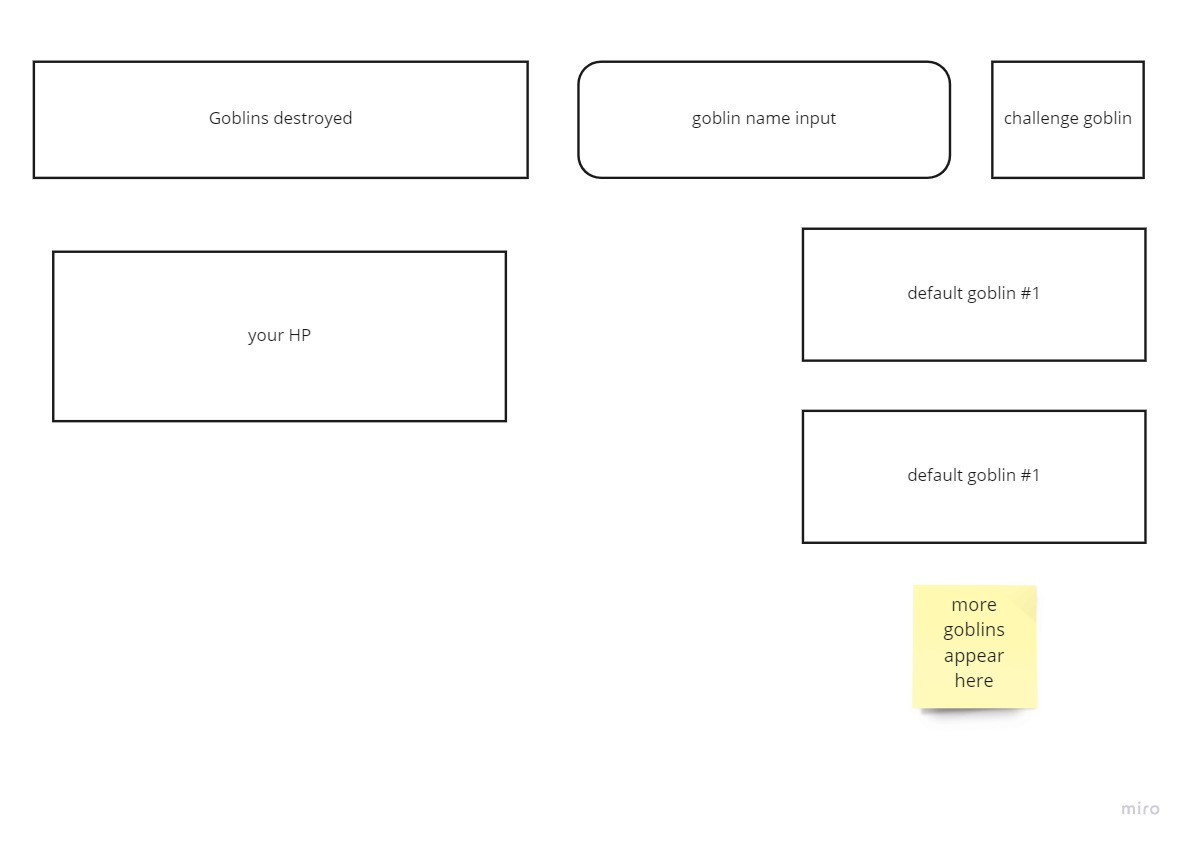 Goblins destroyed
goblin name input
challenge goblin
your HP
default goblin #1
default goblin #1
more
goblins
appear
here
miro